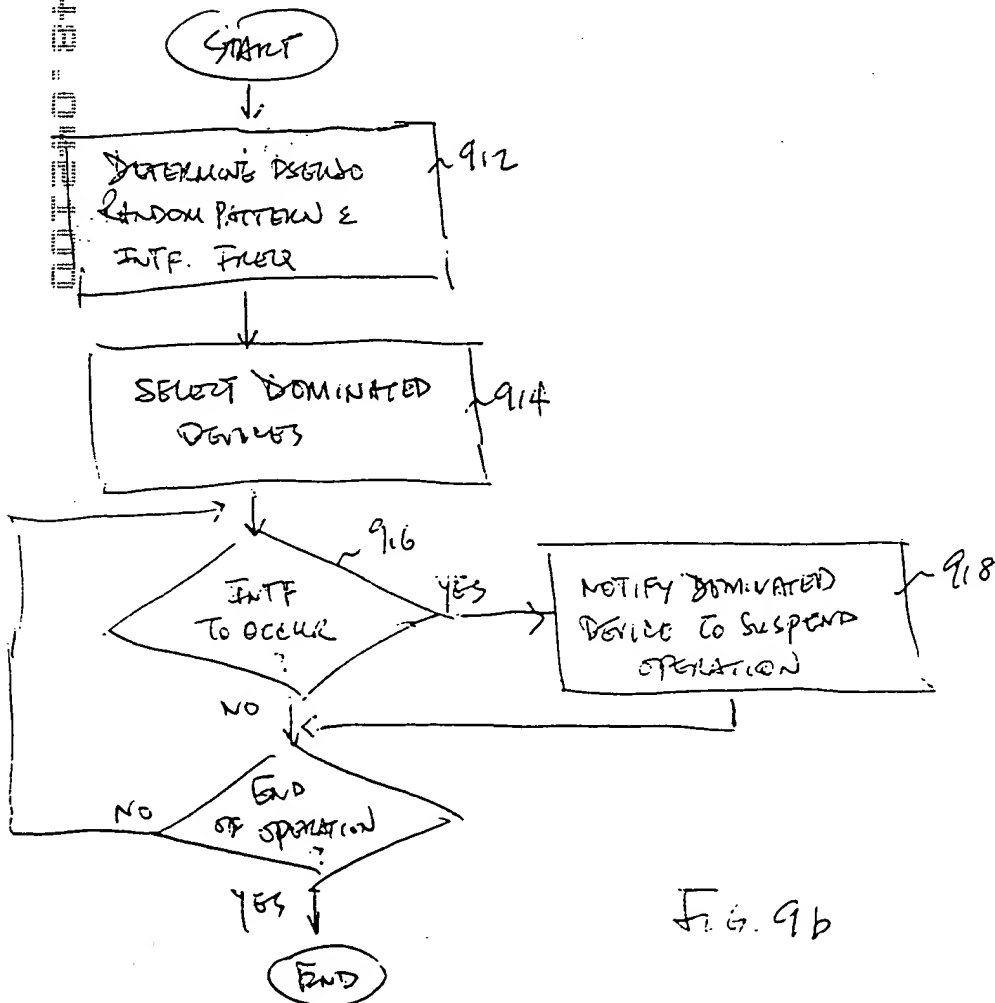 START
DETERMINE PSEUDO
RANDOM PATTERN &
INTF. FREQ
912
SELECT DOMINATED
DEVICES
914
INTF
TO OCCUR
?
916
YES
NOTIFY DOMINATED
DEVICE TO SUSPEND
OPERATION
918
NO
END
OF OPERATION
?
NO
YES
END
FIG. 9b